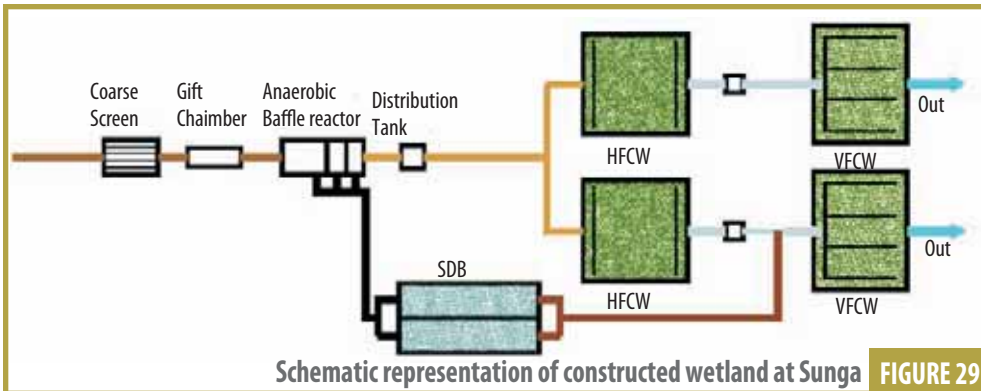 Coarse
Screen
Gift
Chaimber
Anaerobic
Baffle reactor
Distribution
Tank
HFCW
VFCW
Out
HFCW
VFCW
Out
SDB
Schematic representation of constructed wetland at Sunga
FIGURE 29